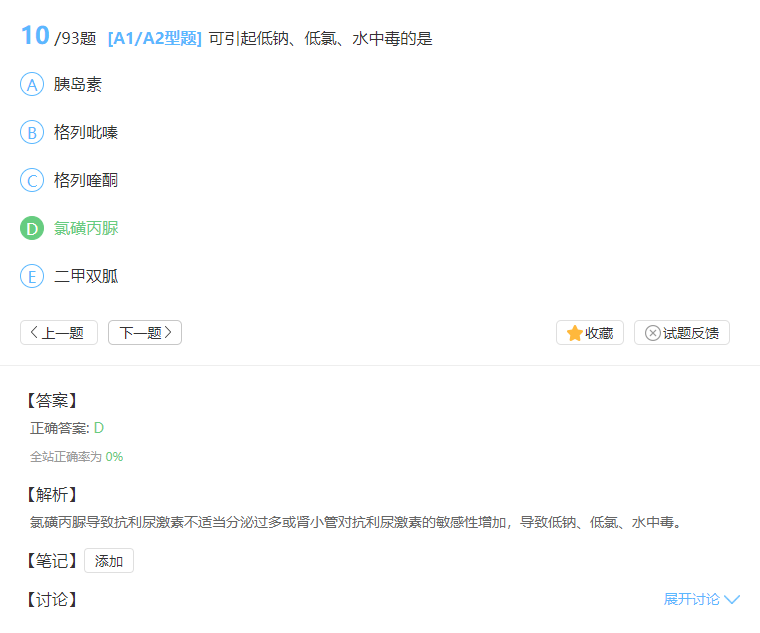 10/93题 [A1/A2型题] 可引起低钠、低氯、水中毒的是
A 胰岛素
B 格列吡嗪
C 格列喹酮
D 氯磺丙脲
E 二甲双胍
上一题 下一题 收藏 试题反馈
【答案】
正确答案: D
全站正确率为 0%
【解析】
氯磺丙脲导致抗利尿激素不适当分泌过多或肾小管对抗利尿激素的敏感性增加，导致低钠、低氯、水中毒。
【笔记】 添加
【讨论】 展开讨论